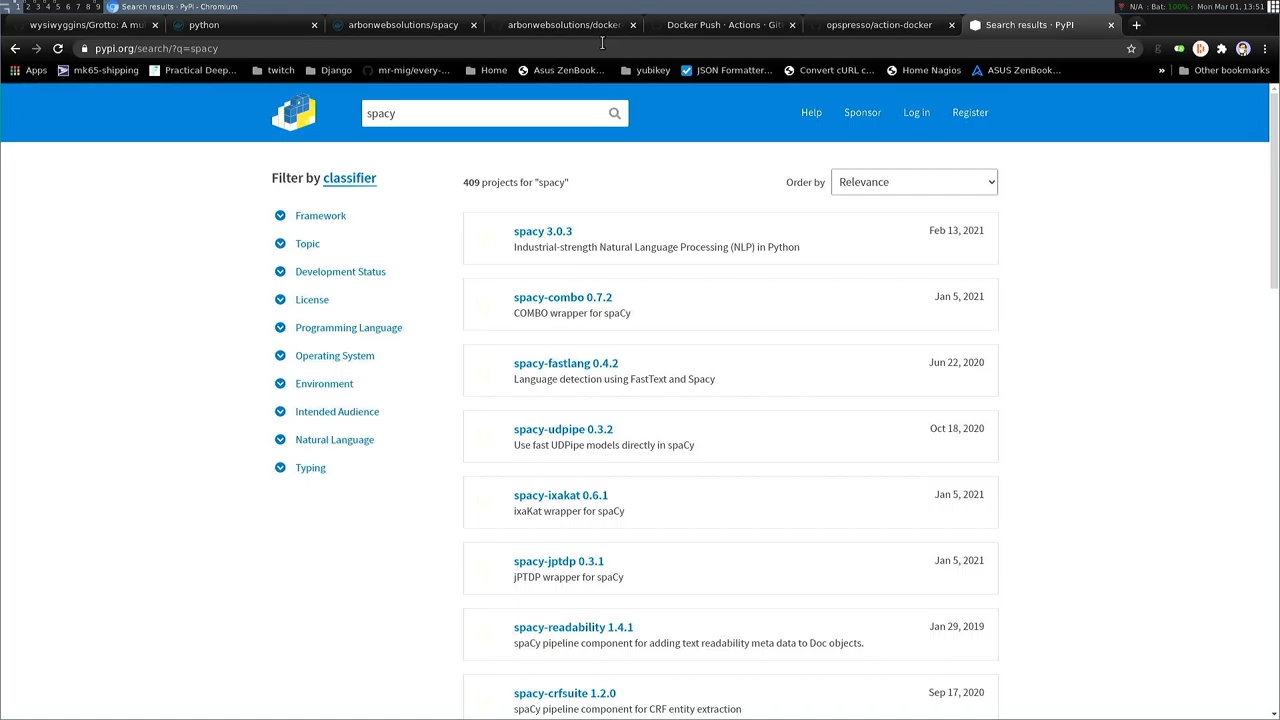 1 2 3 4 5 6 7 8 9 Search results · PyPI - Chromium
N/A : Bat: 100% : Mon Mar 01, 13:51
wysiwyggins/Grotto: A mu
python
arbonwebsolutions/spacy
arbonwebsolutions/docker-
Docker Push · Actions · Git
opspresso/action-docker
Search results · PyPI
pypi.org/search/?q=spacy
Apps mk65-shipping Practical Deep... twitch Django mr-mig/every-... Home Asus ZenBook... yubikey JSON Formatter... Convert cURL c... Home Nagios ASUS ZenBook... » Other bookmarks
spacy
Help Sponsor Log in Register
Filter by classifier
Framework
Topic
Development Status
License
Programming Language
Operating System
Environment
Intended Audience
Natural Language
Typing
409 projects for "spacy"
Order by Relevance
spacy 3.0.3 Feb 13, 2021
Industrial-strength Natural Language Processing (NLP) in Python
spacy-combo 0.7.2 Jan 5, 2021
COMBO wrapper for spaCy
spacy-fastlang 0.4.2 Jun 22, 2020
Language detection using FastText and Spacy
spacy-udpipe 0.3.2 Oct 18, 2020
Use fast UDPipe models directly in spaCy
spacy-ixakat 0.6.1 Jan 5, 2021
ixaKat wrapper for spaCy
spacy-jptdp 0.3.1 Jan 5, 2021
jPTDP wrapper for spaCy
spacy-readability 1.4.1 Jan 29, 2019
spaCy pipeline component for adding text readability meta data to Doc objects.
spacy-crfsuite 1.2.0 Sep 17, 2020
spaCy pipeline component for CRF entity extraction